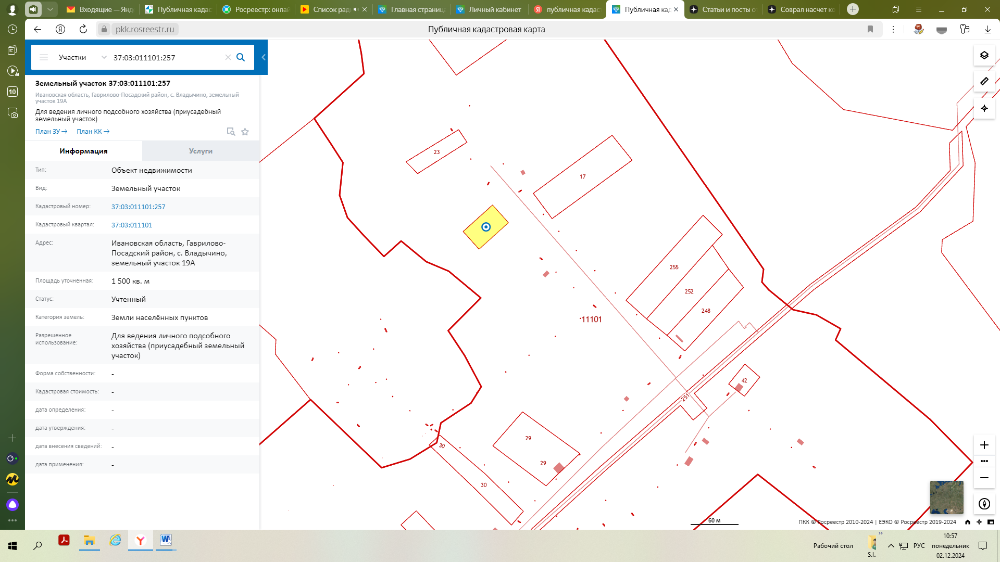 Входящие — Янд
Публичная кадас
Росреестр: онлай
Список рад
Главная страниц
Личный кабинет
публичная кадаст
Публичная кад
Статьи и посты о
Соврал насчет ко
pkk.rosreestr.ru
Публичная кадастровая карта
10
Участки
37:03:011101:257
Земельный участок 37:03:011101:257
Ивановская область, Гаврилово-Посадский район, с. Владычино, земельный
участок 19А
Для ведения личного подсобного хозяйства (приусадебный
земельный участок)
План ЗУ →
План КК →
Информация
Услуги
Тип:
Объект недвижимости
Вид:
Земельный участок
Кадастровый номер:
37:03:011101:257
Кадастровый квартал:
37:03:011101
Адрес:
Ивановская область, Гаврилово-
Посадский район, с. Владычино,
земельный участок 19А
Площадь уточненная:
1 500 кв. м
Статус:
Учтенный
Категория земель:
Земли населённых пунктов
Разрешенное
использование:
Для ведения личного подсобного
хозяйства (приусадебный земельный
участок)
Форма собственности:
-
Кадастровая стоимость:
-
дата определения:
-
дата утверждения:
-
дата внесения сведений:
-
дата применения:
-
23
17
255
252
248
11101
42
251
29
29
30
30
60 м
ПКК © Росреестр 2010-2024 | ЕЭКО © Росреестр 2019-2024
Рабочий стол
S.I..
РУС
10:57
понедельник
02.12.2024